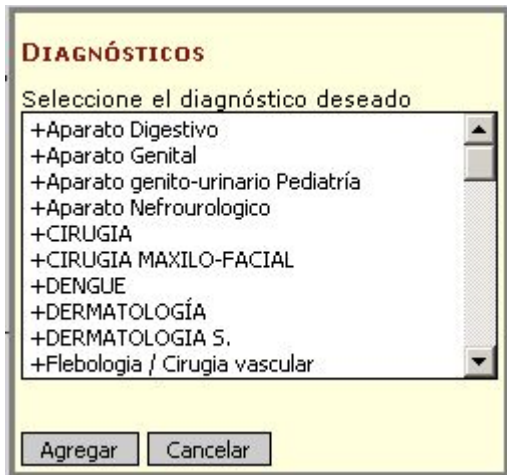 DIAGNÓSTICOS
Seleccione el diagnóstico deseado
+Aparato Digestivo
+Aparato Genital
+Aparato genito-urinario Pediatría
+Aparato Nefrourologico
+CIRUGIA
+CIRUGIA MAXILO-FACIAL
+DENGUE
+DERMATOLOGÍA
+DERMATOLOGIA S.
+Flebologia / Cirugia vascular
Agregar Cancelar